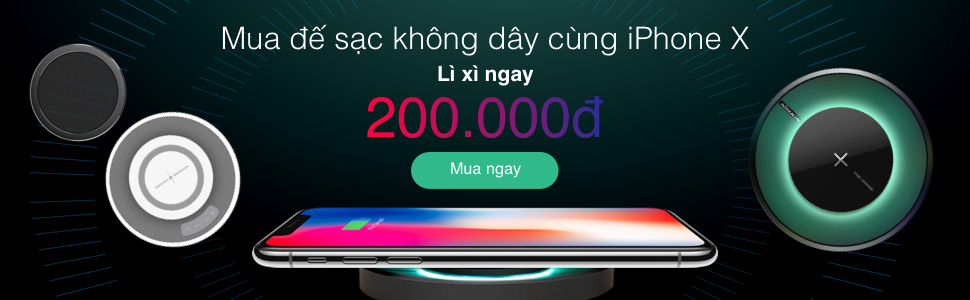 Mua đế sạc không dây cùng iPhone X
Lì xì ngay
200.000đ
Mua ngay